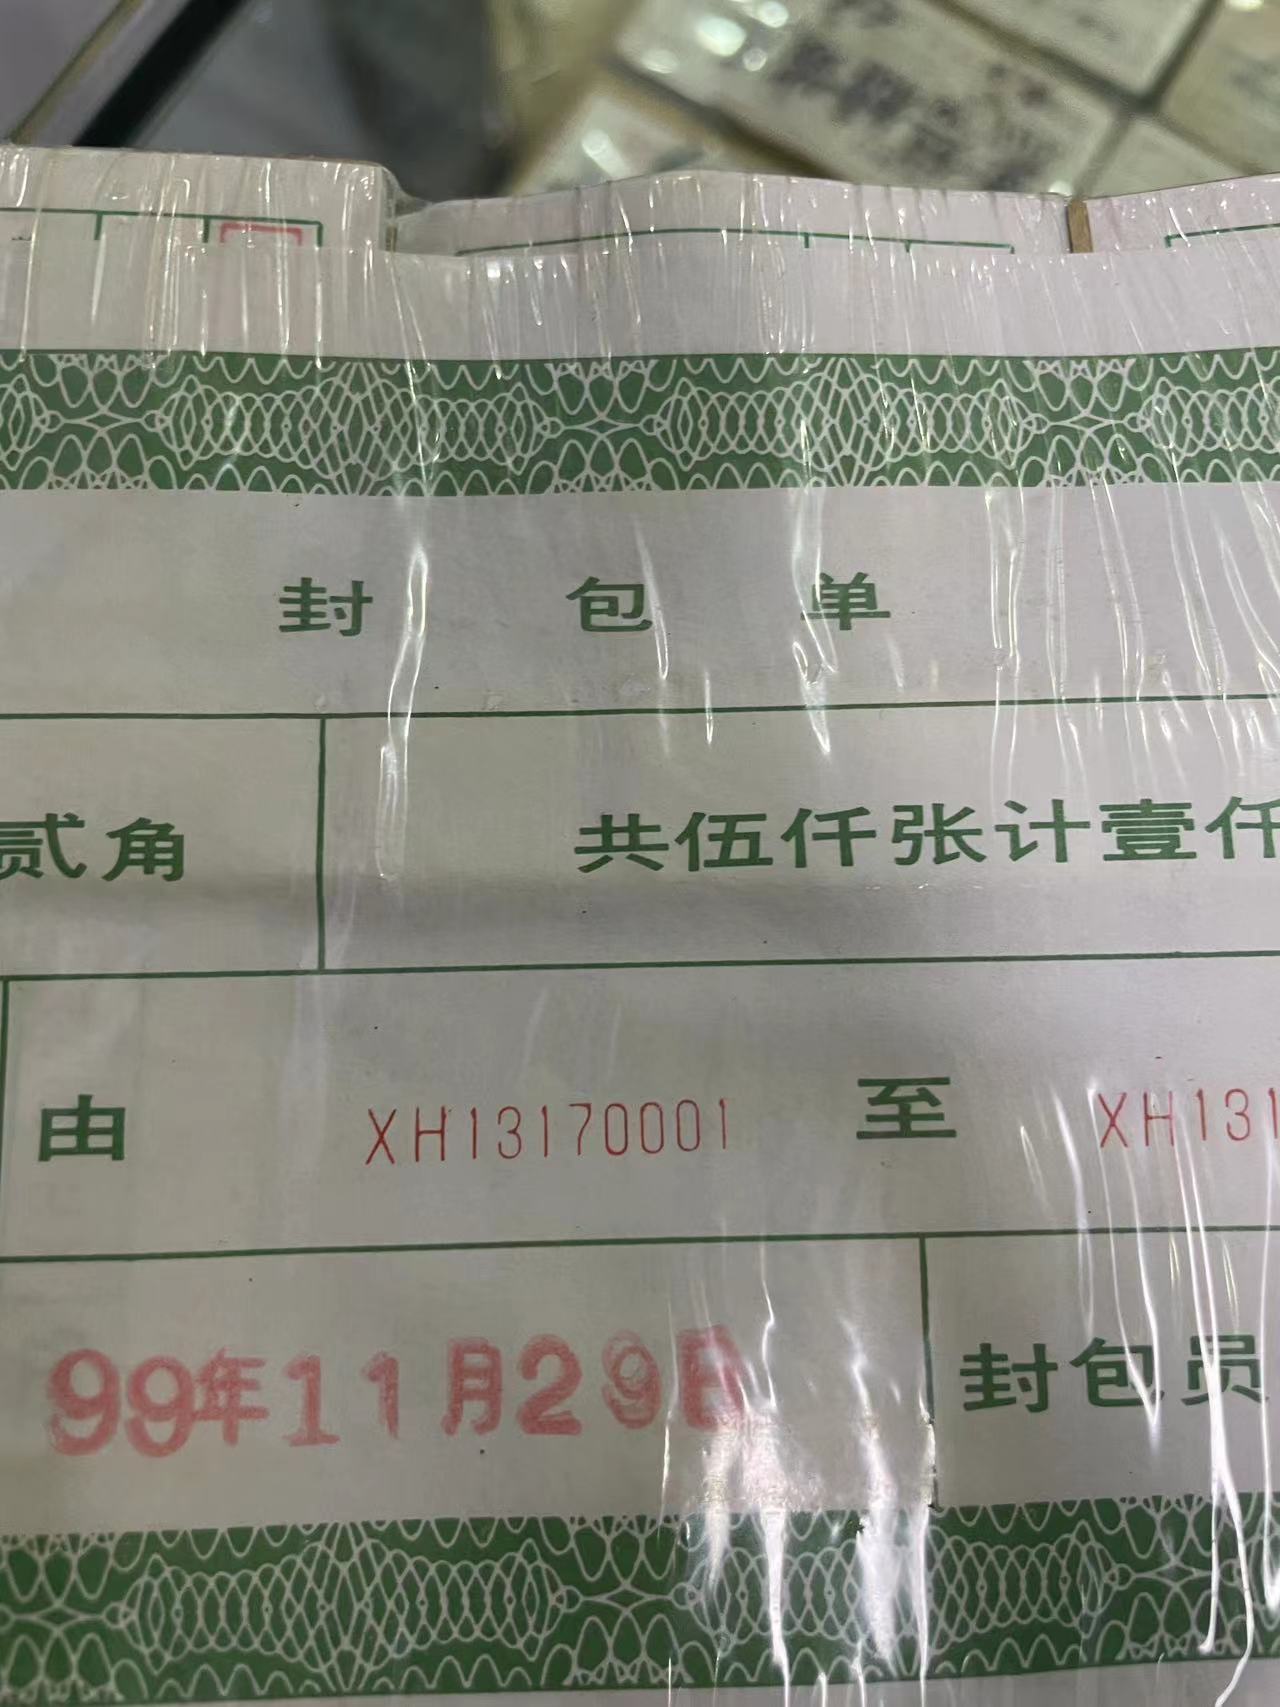 封包单
贰角 共伍仟张计壹仟
由 XH13170001 至 XH131
99年11月29日 封包员